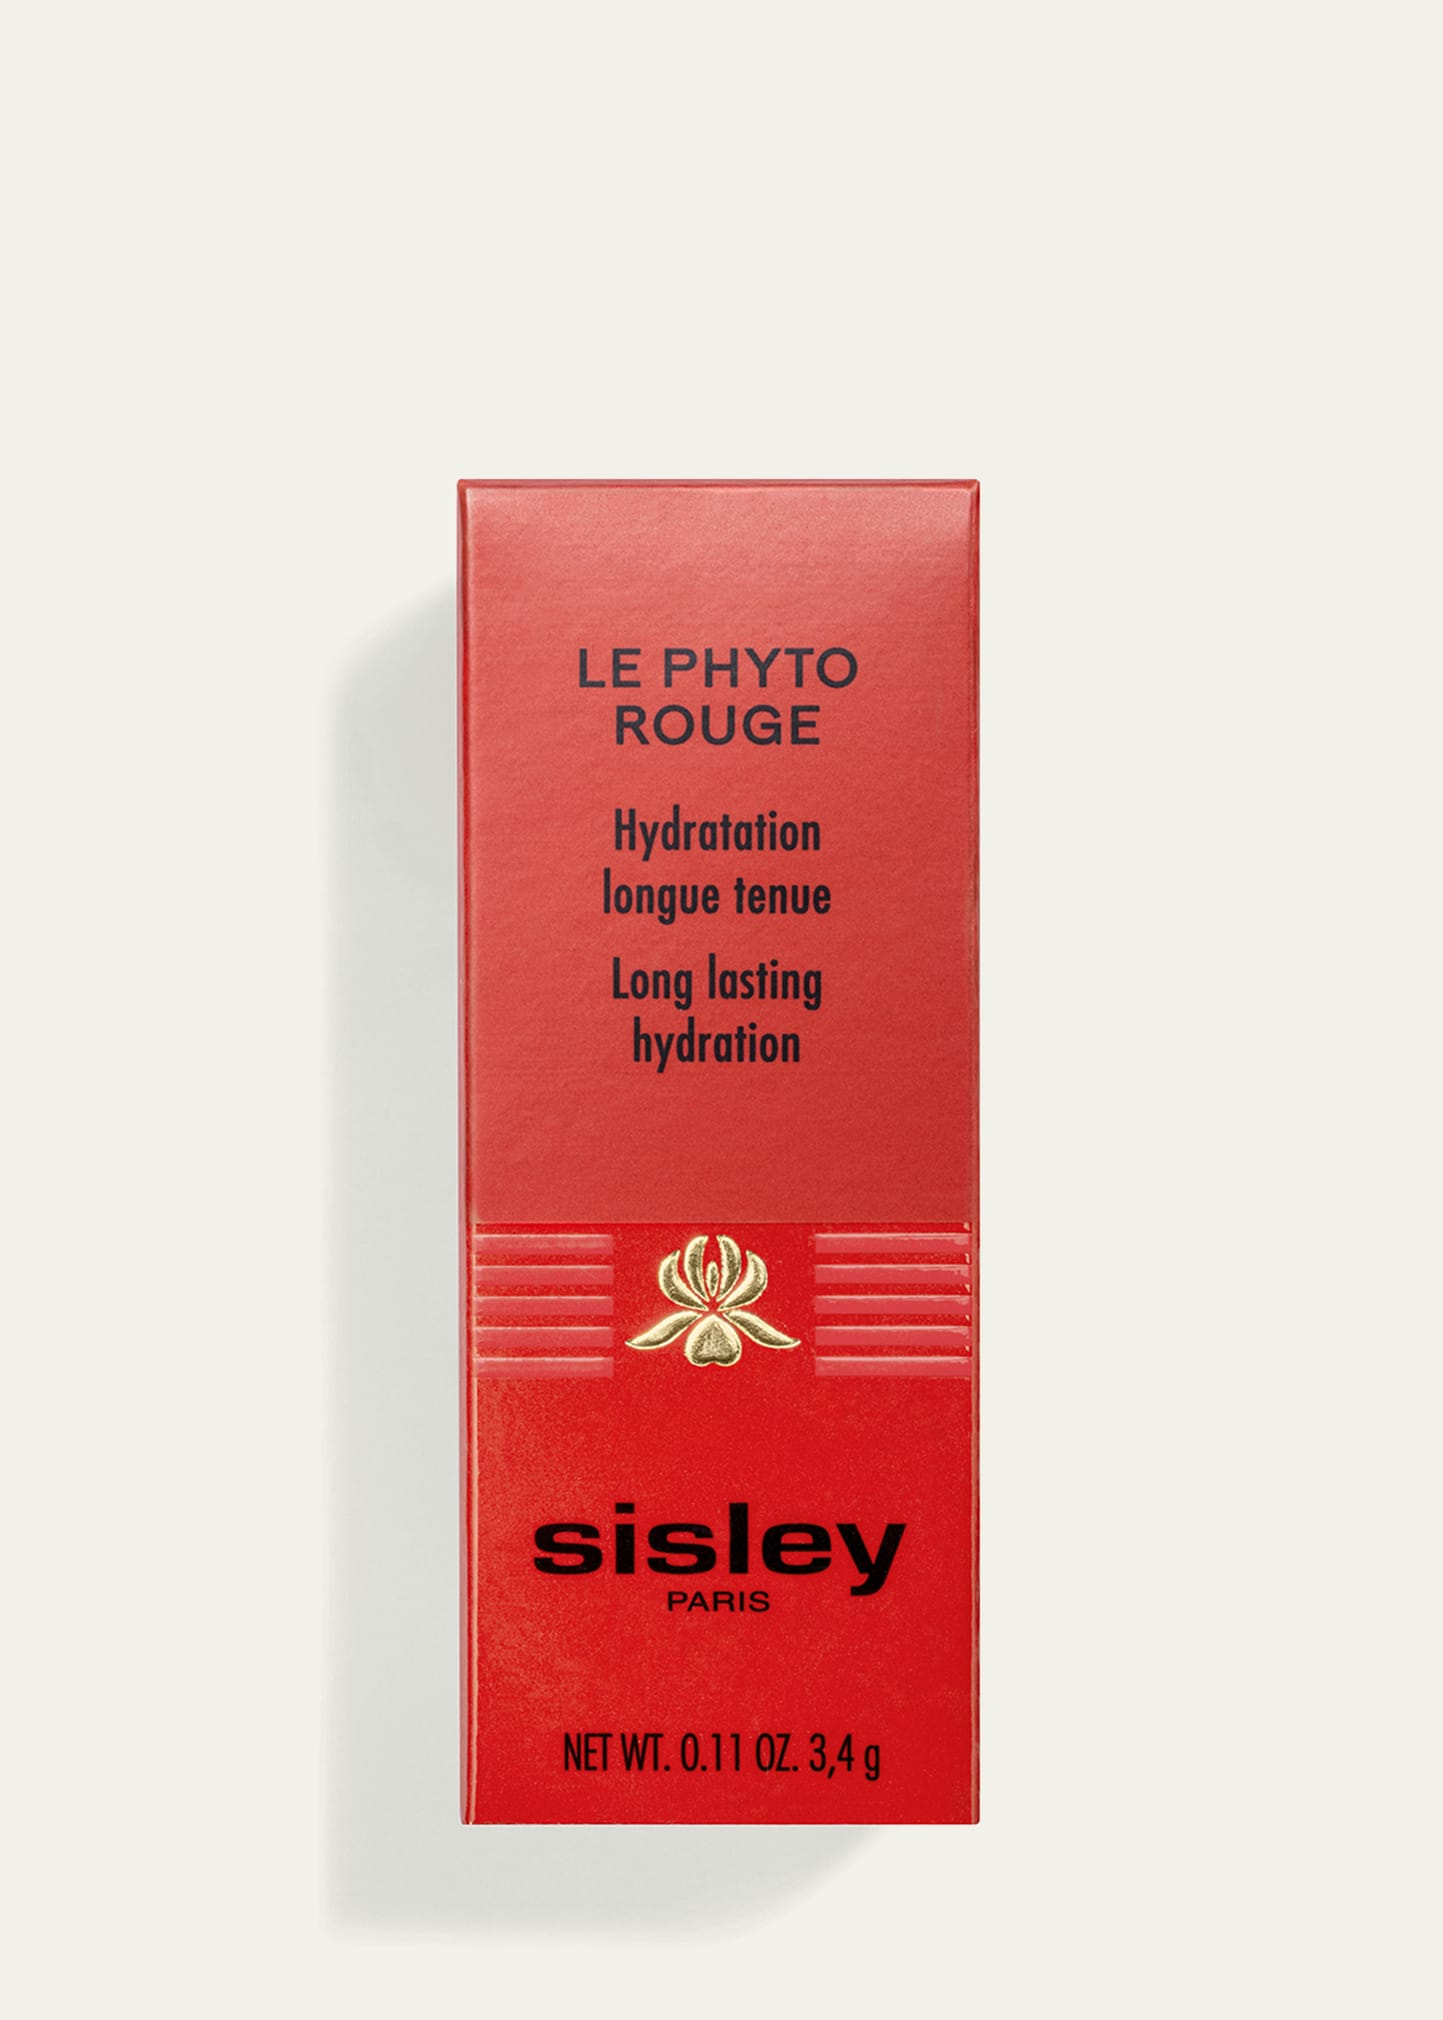 LE PHYTO
ROUGE
Hydratation
longue tenue
Long lasting
hydration
sisley
PARIS
NET WT. 0.11 OZ. 3,4 g